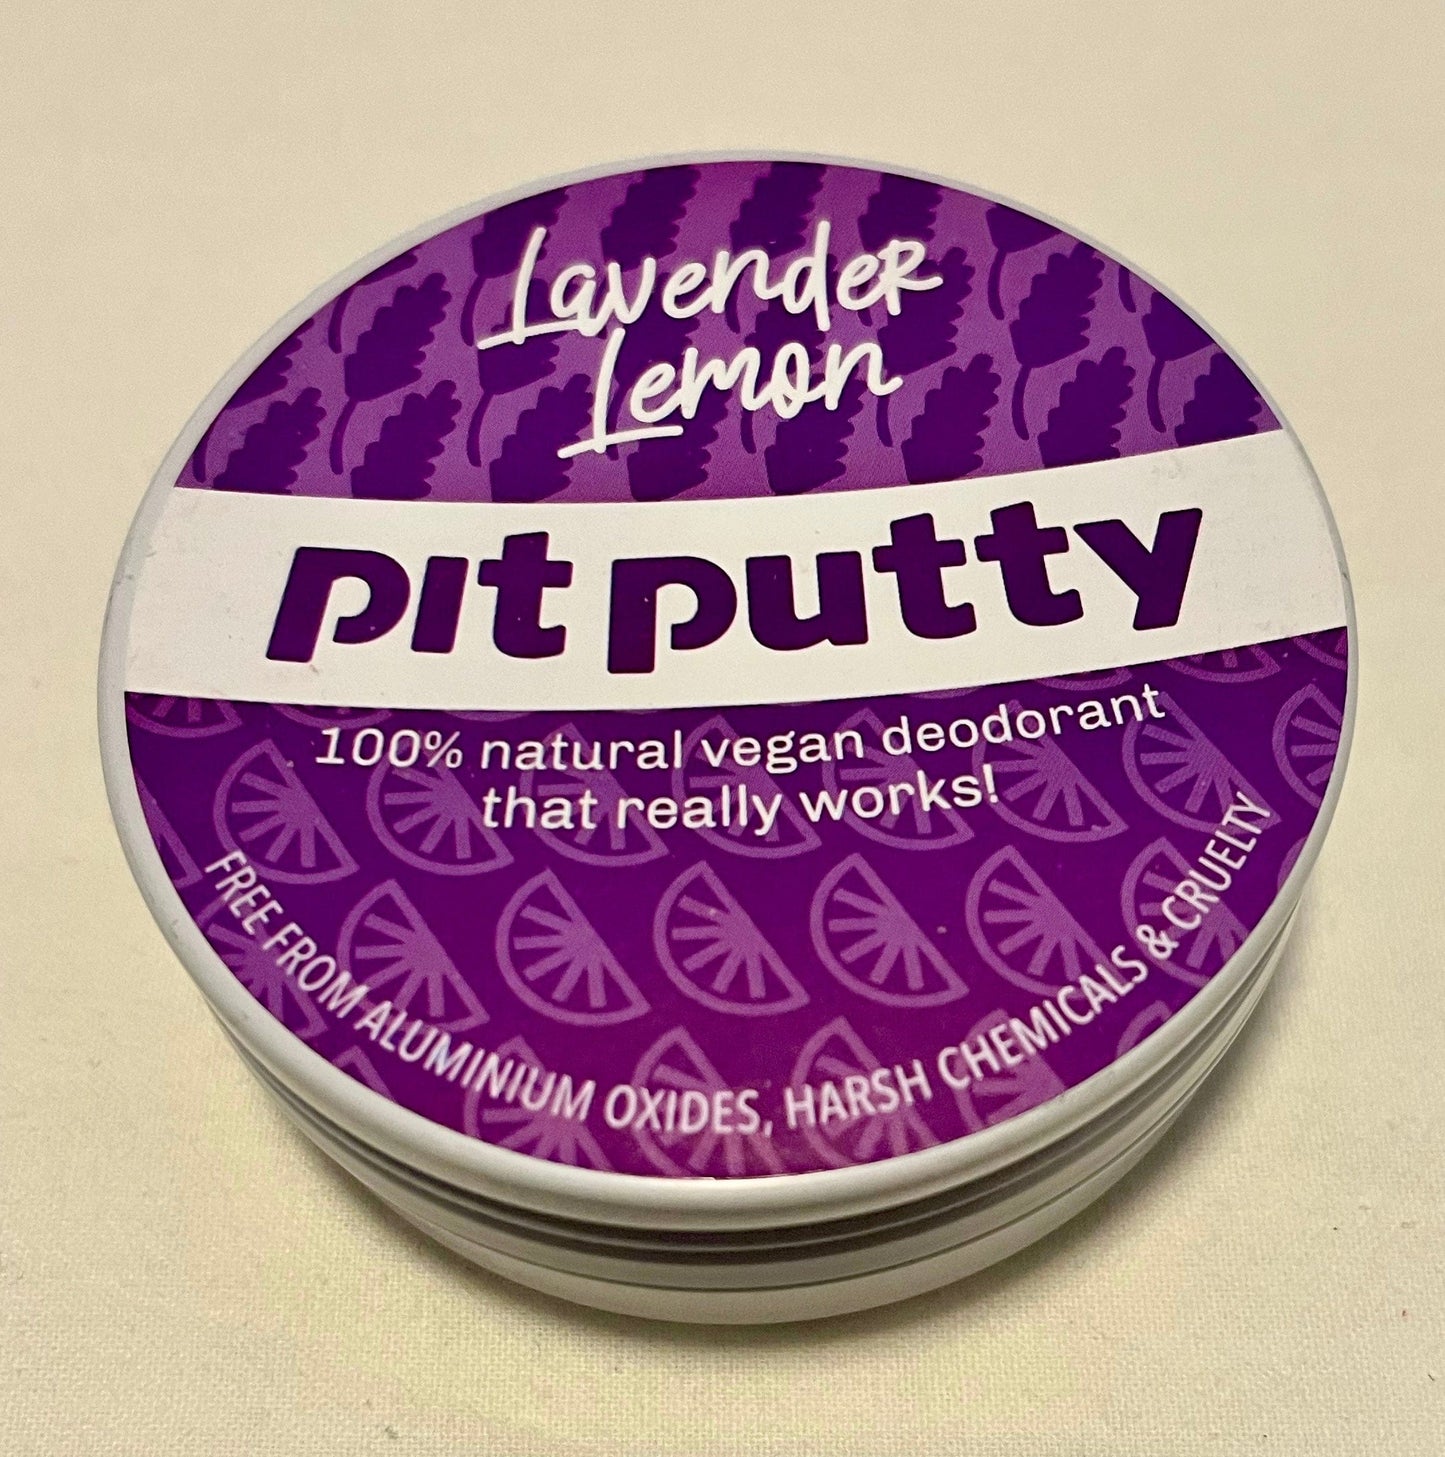 Lavender
Lemon
pit putty
100% natural vegan deodorant
that really works!
FREE FROM ALUMINIUM OXIDES, HARSH CHEMICALS & CRUELTY